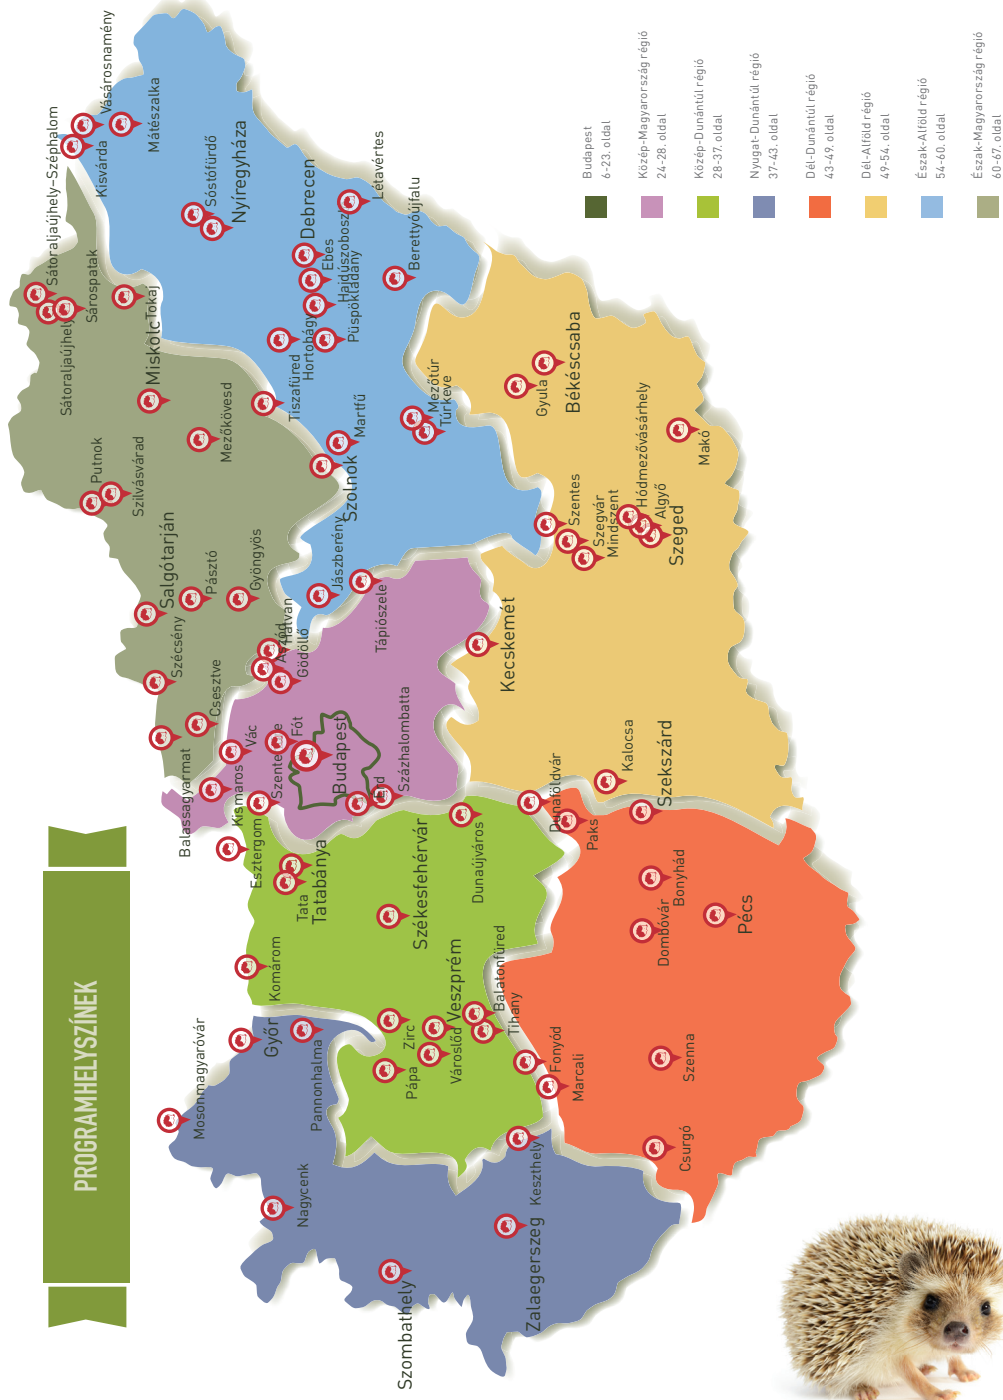 PROGRAMHELYSZÍNEK
Budapest
6-23. oldal
Közép-Magyarország régió
24-28. oldal
Közép-Dunántúl régió
28-37. oldal
Nyugat-Dunántúl régió
37-43. oldal
Dél-Dunántúl régió
43-49. oldal
Dél-Alföld régió
49-54. oldal
Észak-Alföld régió
54-60. oldal
Észak-Magyarország régió
60-67. oldal
Sátoraljaújhely-Széphalom
Sátoraljaújhely
Sárospatak
Tokaj
Miskolc
Mezőkövesd
Putnok
Szilvásvárad
Salgótarján
Pásztó
Gyöngyös
Szécsény
Csesztve
Balassagyarmat
Hatvan
Vásárosnamény
Kisvárda
Mátészalka
Sóstófürdő
Nyíregyháza
Debrecen
Létavértes
Ebes
Hajdúszoboszl
Hortobágy
Püspökladány
Berettyóújfalu
Tiszafüred
Martfű
Szolnok
Mezőtúr
Túrkeve
Jászberény
Tápiószele
Aszód
Gödöllő
Vác
Kismaros
Szente
e
Fót
Budapest
Érd
Százhalombatta
Esztergom
Tata
Tatabánya
Komárom
Székesfehérvár
Dunaújváros
Veszprém
Zirc
Városlőd
Pápa
Balatonfüred
Tihany
Mosonmagyaróvár
Győr
Pannonhalma
Nagycenk
Szombathely
Zalaegerszeg
Keszthely
Fonyód
Marcali
Csurgó
Szenna
Dombóvár
Bonyhád
Pécs
Paks
Dunaföldvár
Szekszárd
Kalocsa
Kecskemét
Szentes
Szegvár
Mindszent
Hódmezővásárhely
Algyő
Szeged
Makó
Gyula
Békéscsaba